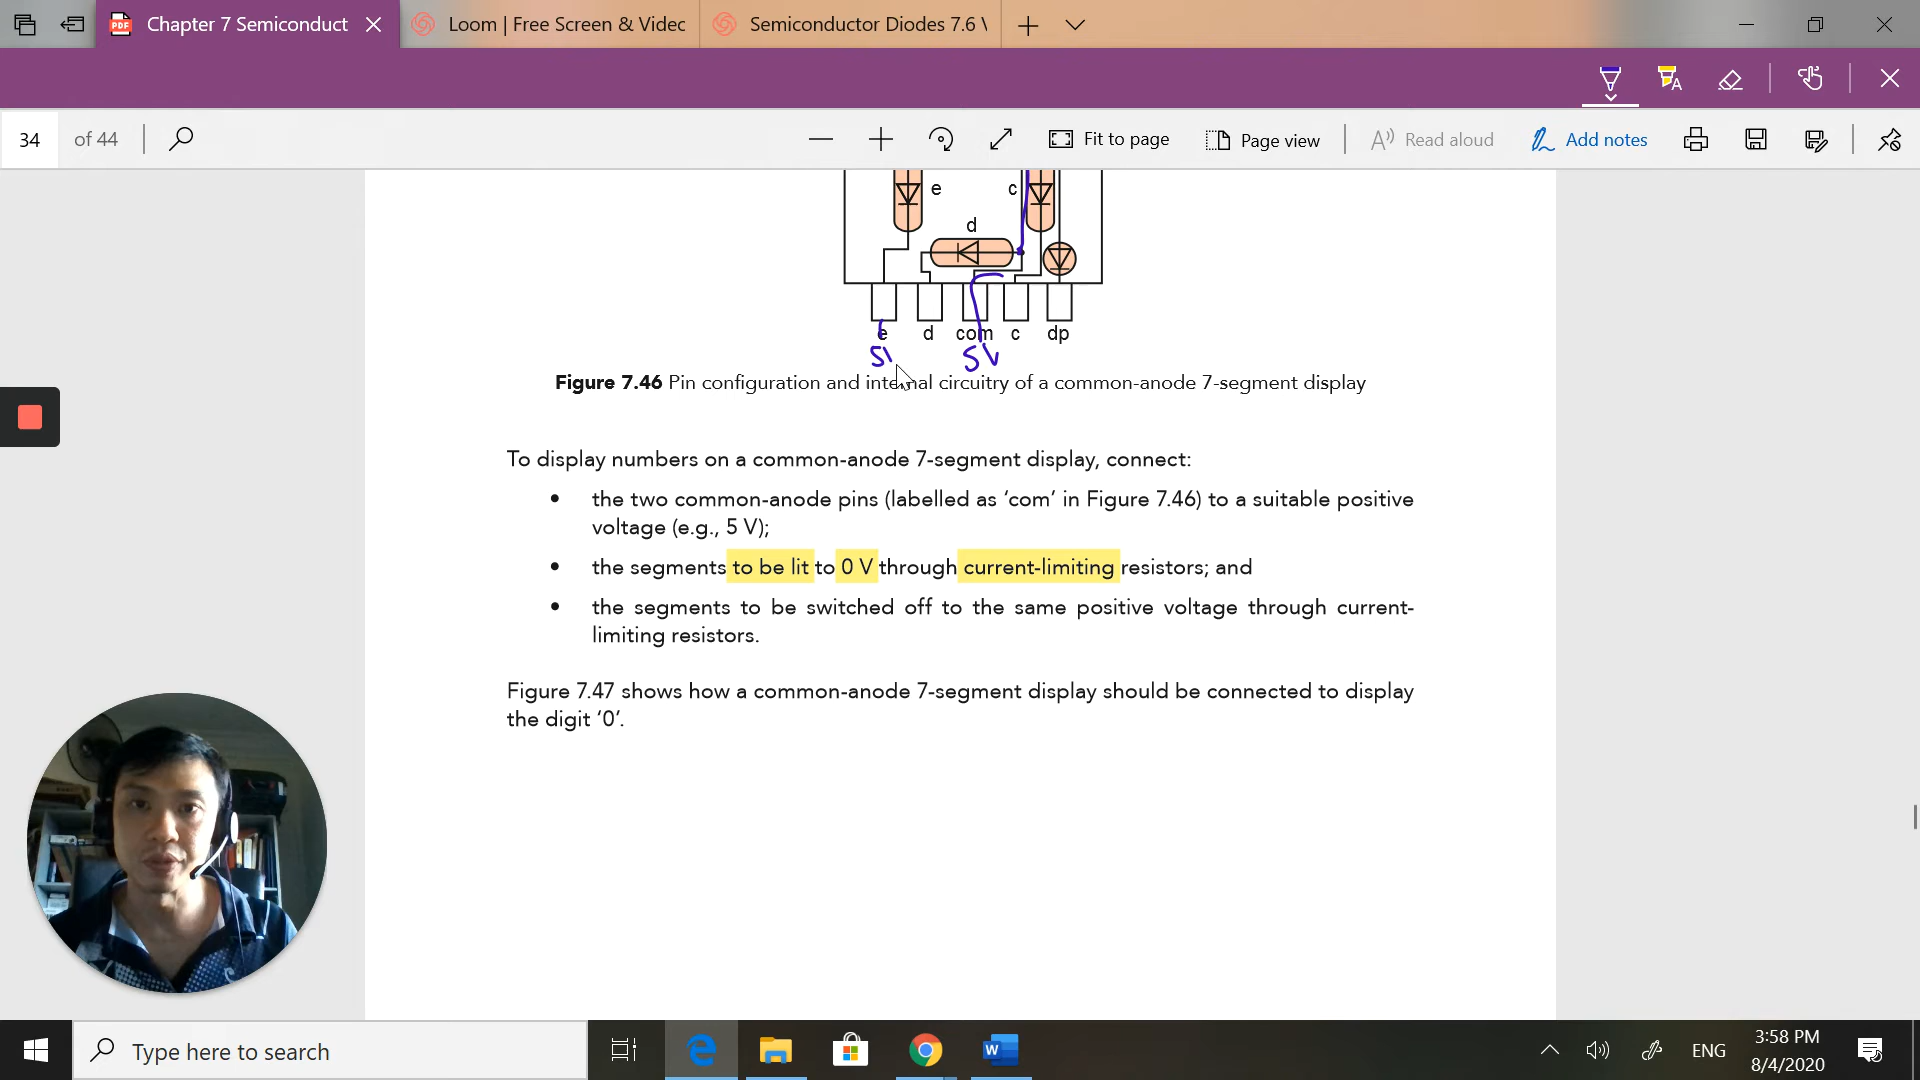 Chapter 7 Semiconduct
Loom | Free Screen & Videc
Semiconductor Diodes 7.6 V
34 of 44
Fit to page
Page view
Read aloud
Add notes
e c
d
e d com c dp
5V 5V
Figure 7.46 Pin configuration and internal circuitry of a common-anode 7-segment display
To display numbers on a common-anode 7-segment display, connect:
• the two common-anode pins (labelled as ‘com’ in Figure 7.46) to a suitable positive
voltage (e.g., 5 V);
• the segments to be lit to 0 V through current-limiting resistors; and
• the segments to be switched off to the same positive voltage through current-
limiting resistors.
Figure 7.47 shows how a common-anode 7-segment display should be connected to display
the digit ‘0’.
Type here to search
ENG
3:58 PM
8/4/2020